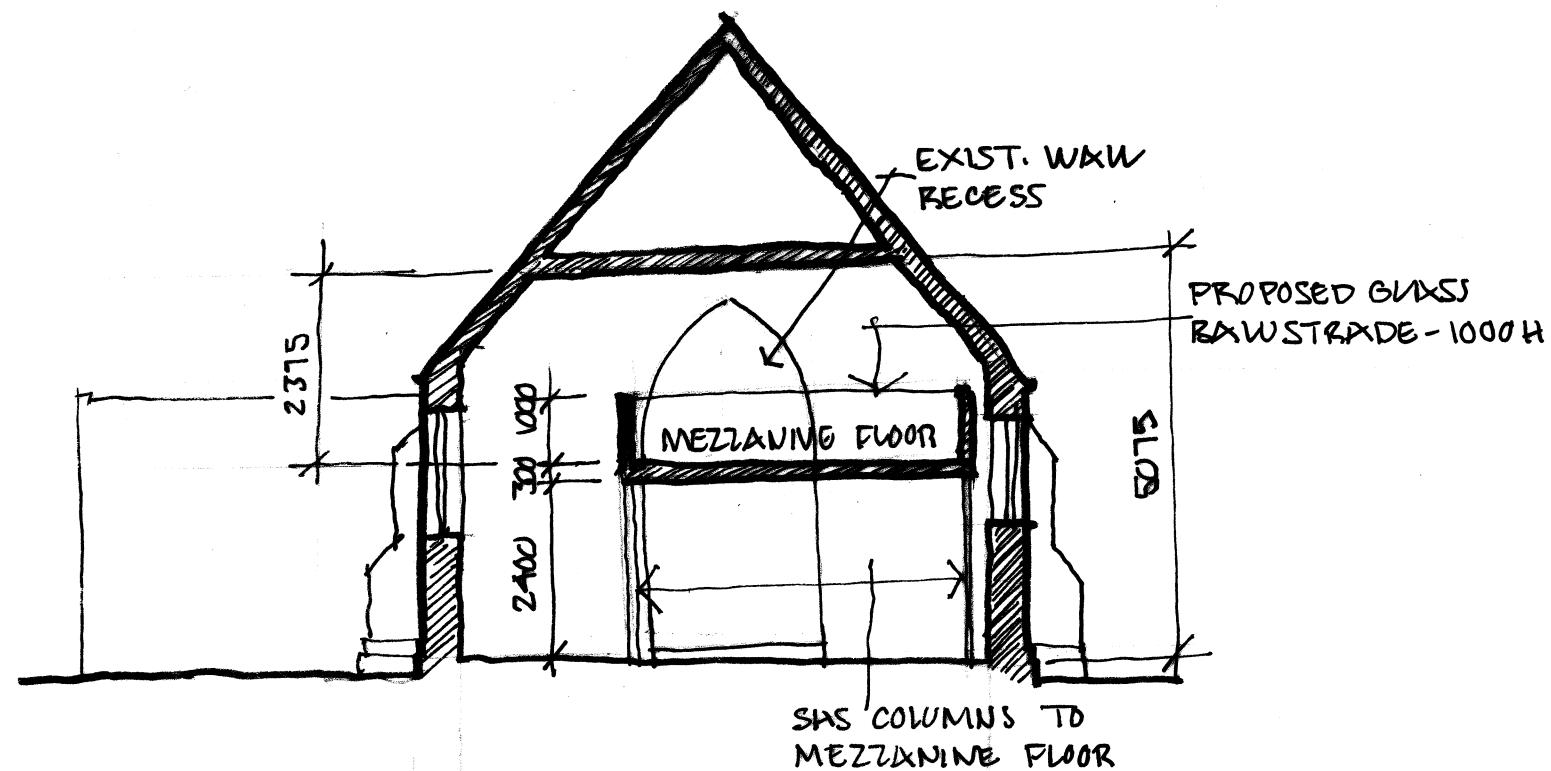 EXIST. WALL
RECESS
PROPOSED GLASS
BALUSTRADE - 1000 H
2375
1000
MEZZANINE FLOOR
300
5075
2400
SHS COLUMNS TO
MEZZANINE FLOOR